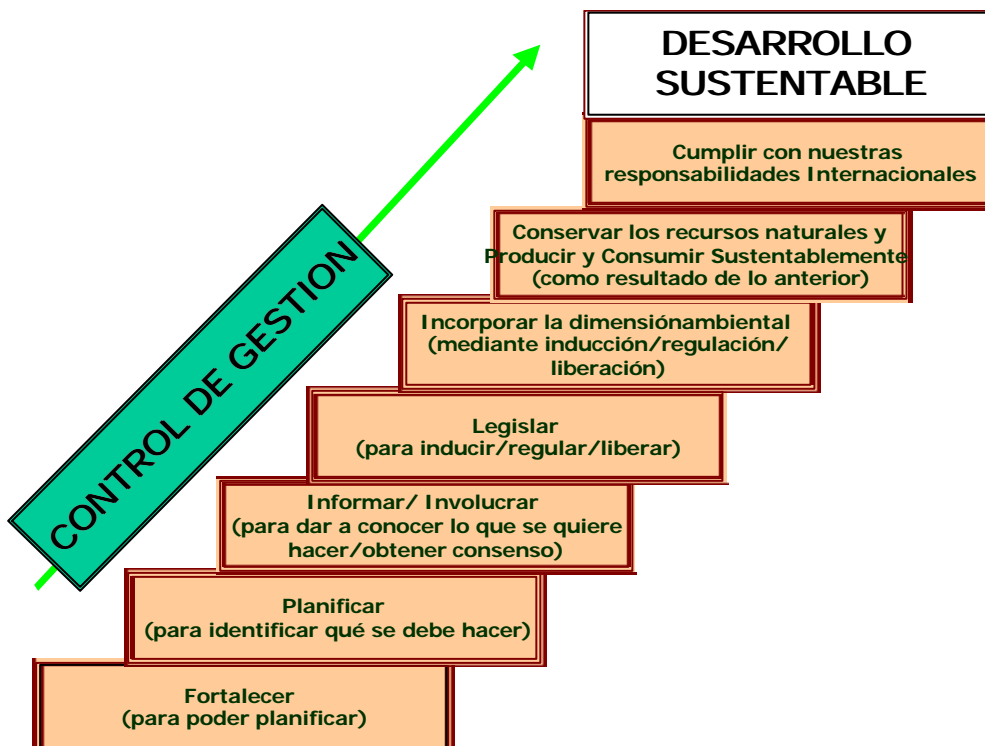 DESARROLLO
SUSTENTABLE
Cumplir con nuestras
responsabilidades Internacionales
Conservar los recursos naturales y
Producir y Consumir Sustentablemente
(como resultado de lo anterior)
Incorporar la dimensiónambiental
(mediante inducción/regulación/
liberación)
Legislar
(para inducir/regular/liberar)
Informar/ Involucrar
(para dar a conocer lo que se quiere
hacer/obtener consenso)
Planificar
(para identificar qué se debe hacer)
Fortalecer
(para poder planificar)
CONTROL DE GESTION